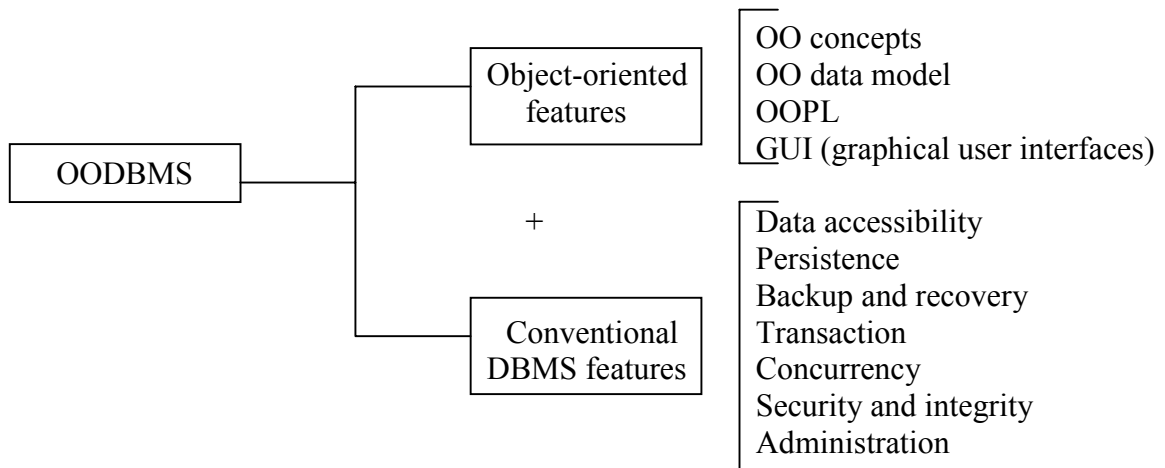 OODBMS
Object-oriented
features
OO concepts
OO data model
OOPL
GUI (graphical user interfaces)
+
Conventional
DBMS features
Data accessibility
Persistence
Backup and recovery
Transaction
Concurrency
Security and integrity
Administration